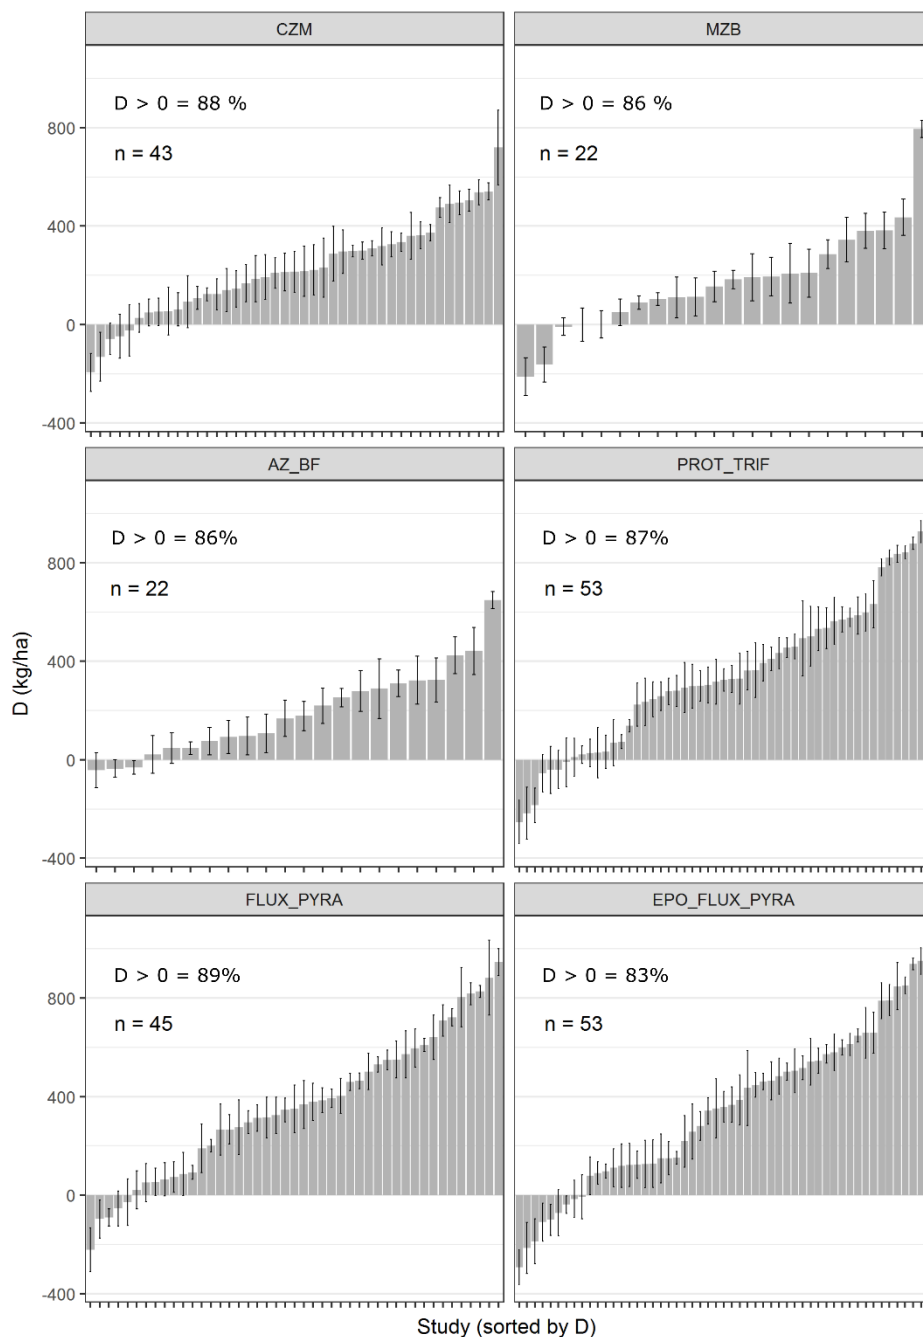 CZM
MZB
D > 0 = 88 %
n = 43
D > 0 = 86 %
n = 22
800
400
0
-400
AZ_BF
PROT_TRIF
D > 0 = 86%
n = 22
D > 0 = 87%
n = 53
800
400
0
-400
D (kg/ha)
FLUX_PYRA
EPO_FLUX_PYRA
D > 0 = 89%
n = 45
D > 0 = 83%
n = 53
800
400
0
-400
Study (sorted by D)